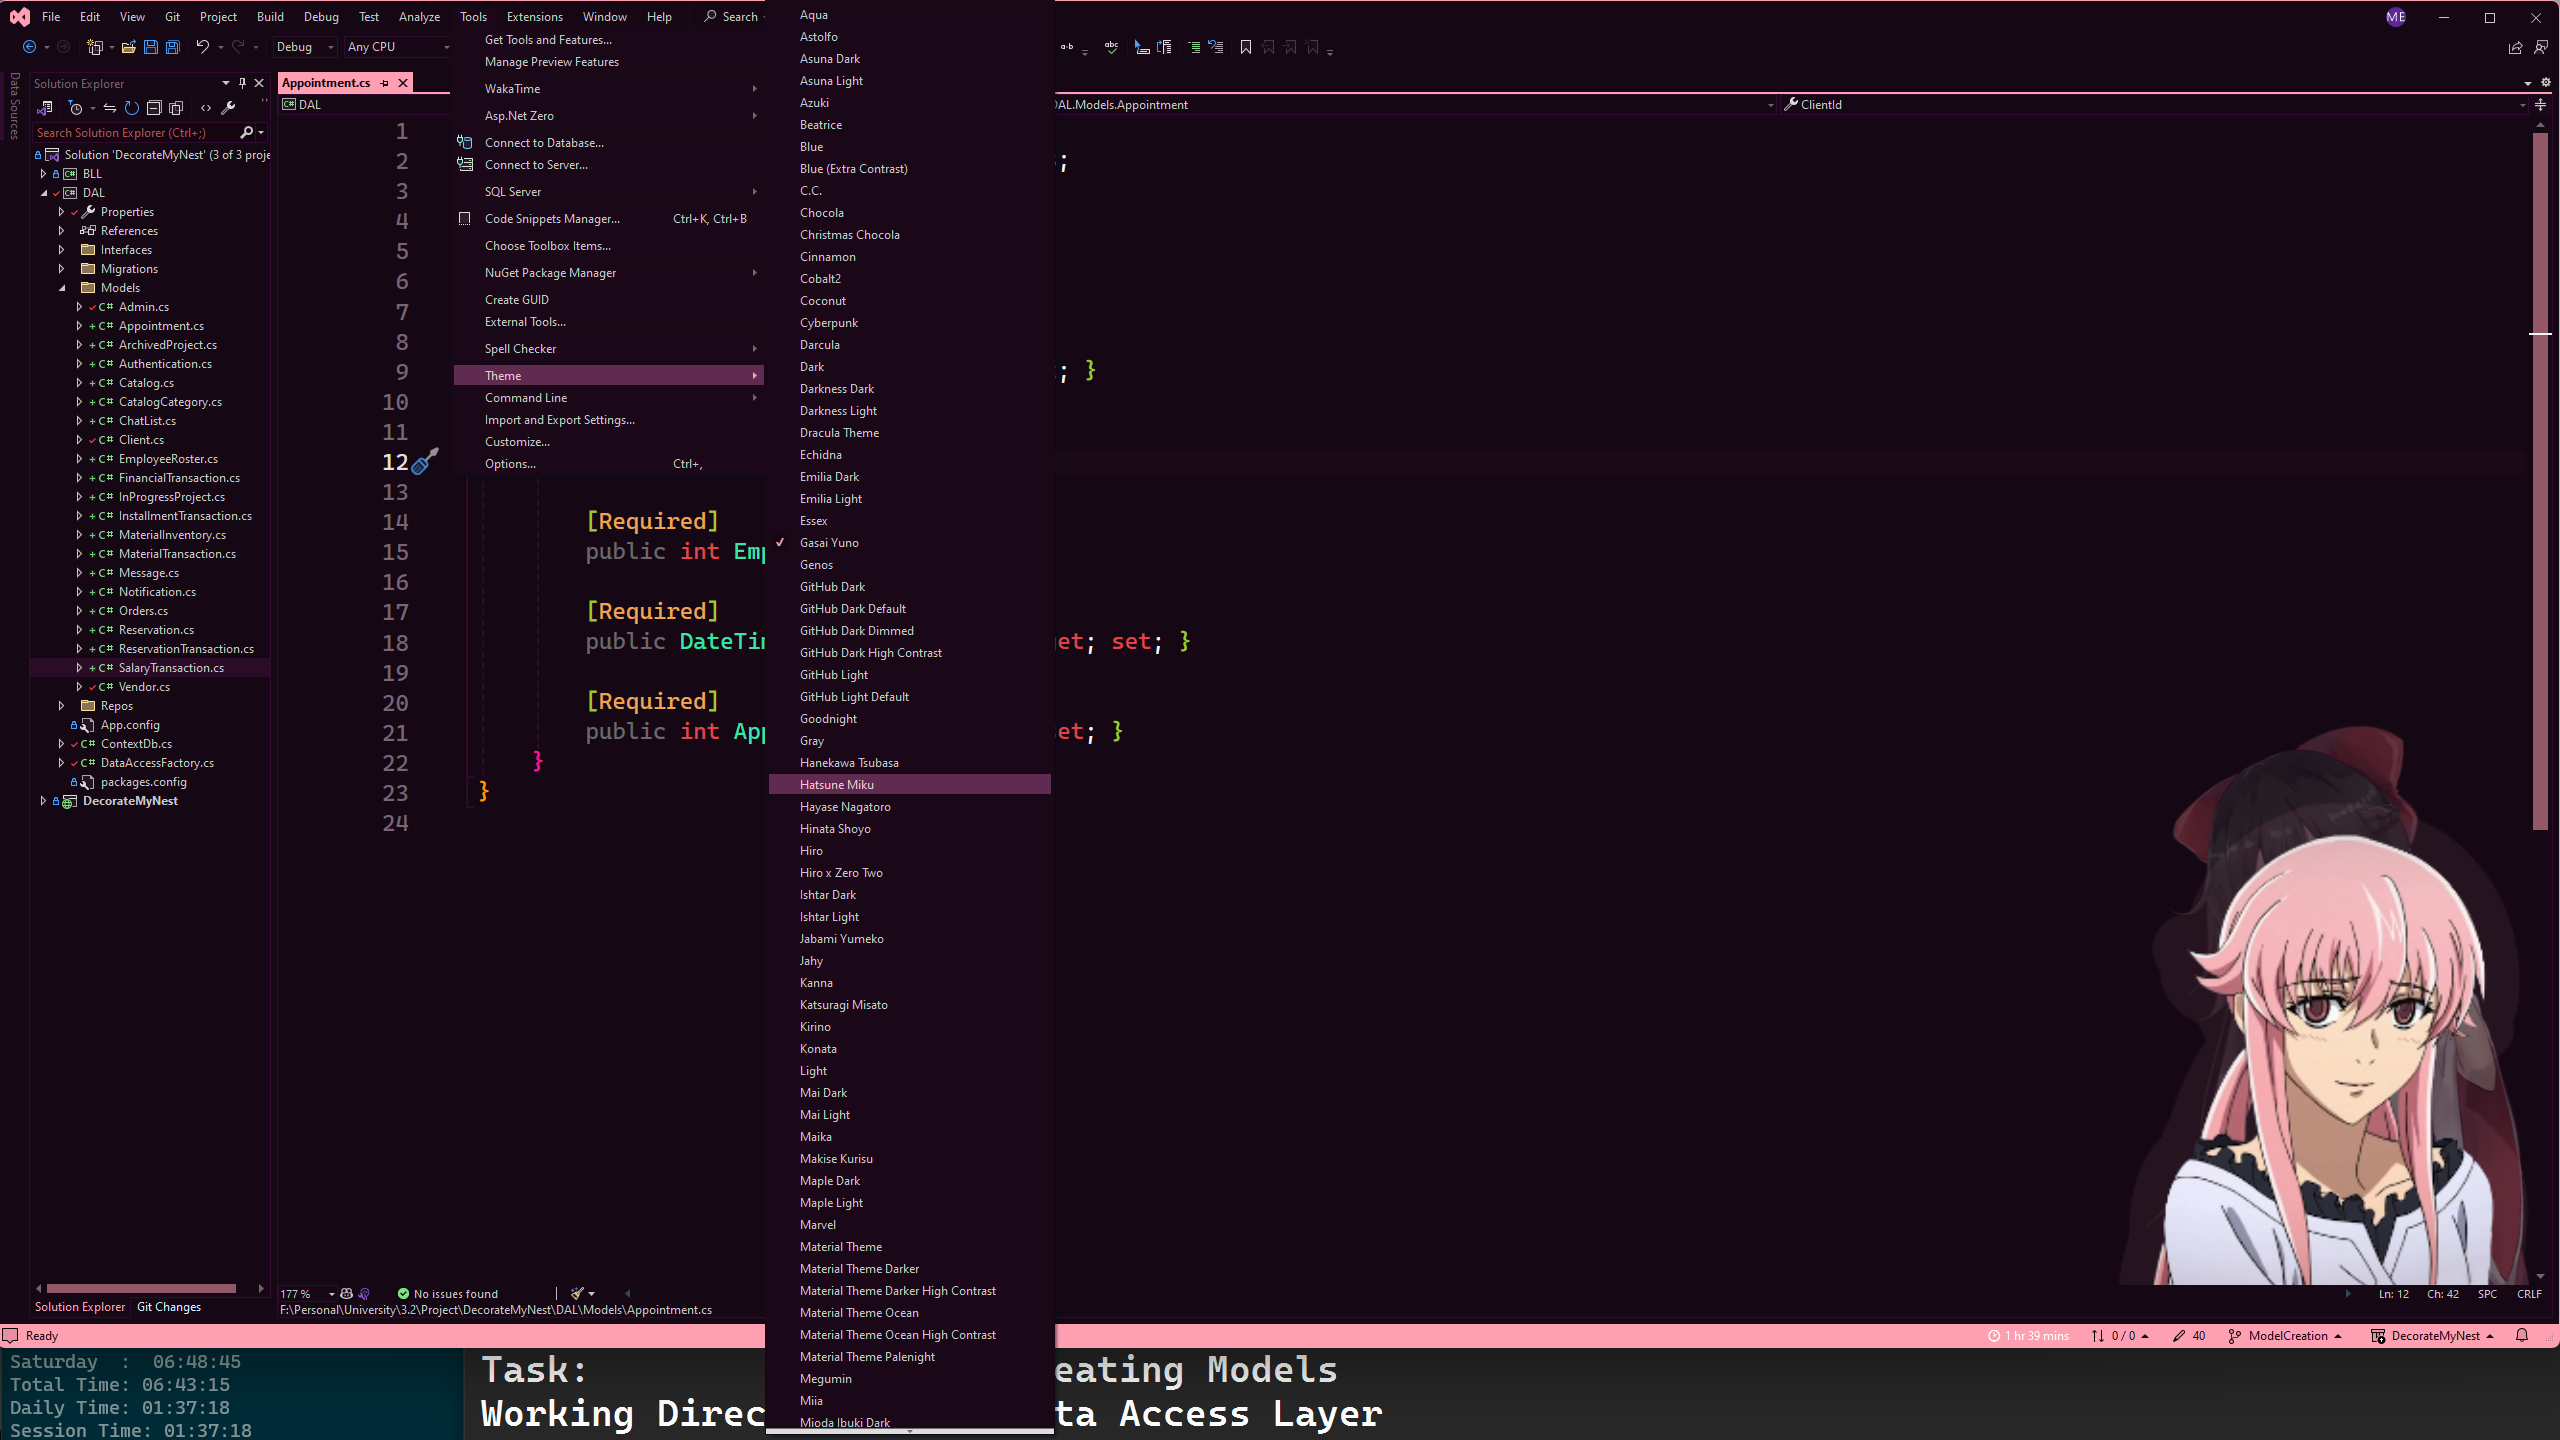 File Edit View Git Project Build Debug Test Analyze Tools Extensions Window Help Search ME
Debug Any CPU
Data Sources
Solution Explorer
Search Solution Explorer (Ctrl+;)
Solution 'DecorateMyNest' (3 of 3 proje
BLL
DAL
Properties
References
Interfaces
Migrations
Models
C# Admin.cs
C# Appointment.cs
C# ArchivedProject.cs
C# Authentication.cs
C# Catalog.cs
C# CatalogCategory.cs
C# ChatList.cs
C# Client.cs
C# EmployeeRoster.cs
C# FinancialTransaction.cs
C# InProgressProject.cs
C# InstallmentTransaction.cs
C# MaterialInventory.cs
C# MaterialTransaction.cs
C# Message.cs
C# Notification.cs
C# Orders.cs
C# Reservation.cs
C# ReservationTransaction.cs
C# SalaryTransaction.cs
C# Vendor.cs
Repos
App.config
C# ContextDb.cs
C# DataAccessFactory.cs
packages.config
DecorateMyNest
Solution Explorer Git Changes
Appointment.cs
DAL
DAL.Models.Appointment
ClientId
1
2 ;
3
4
5
6
7
8
9 ; }
10
11
12
13
14 [Required]
15 public int Emp
16
17 [Required]
18 public DateTim et; set; }
19
20 [Required]
21 public int App et; }
22 }
23 }
24
Get Tools and Features...
Manage Preview Features
WakaTime
Asp.Net Zero
Connect to Database...
Connect to Server...
SQL Server
Code Snippets Manager... Ctrl+K, Ctrl+B
Choose Toolbox Items...
NuGet Package Manager
Create GUID
External Tools...
Spell Checker
Theme
Command Line
Import and Export Settings...
Customize...
Options... Ctrl+,
Aqua
Astolfo
Asuna Dark
Asuna Light
Azuki
Beatrice
Blue
Blue (Extra Contrast)
C.C.
Chocola
Christmas Chocola
Cinnamon
Cobalt2
Coconut
Cyberpunk
Darcula
Dark
Darkness Dark
Darkness Light
Dracula Theme
Echidna
Emilia Dark
Emilia Light
Essex
Gasai Yuno
Genos
GitHub Dark
GitHub Dark Default
GitHub Dark Dimmed
GitHub Dark High Contrast
GitHub Light
GitHub Light Default
Goodnight
Gray
Hanekawa Tsubasa
Hatsune Miku
Hayase Nagatoro
Hinata Shoyo
Hiro
Hiro x Zero Two
Ishtar Dark
Ishtar Light
Jabami Yumeko
Jahy
Kanna
Katsuragi Misato
Kirino
Konata
Light
Mai Dark
Mai Light
Maika
Makise Kurisu
Maple Dark
Maple Light
Marvel
Material Theme
Material Theme Darker
Material Theme Darker High Contrast
Material Theme Ocean
Material Theme Ocean High Contrast
Material Theme Palenight
Megumin
Miia
Mioda Ibuki Dark
177 % No issues found Ln: 12 Ch: 42 SPC CRLF
F:\Personal\University\3.2\Project\DecorateMyNest\DAL\Models\Appointment.cs
Ready 1 hr 39 mins 0 / 0 40 ModelCreation DecorateMyNest
Saturday : 06:48:45
Total Time: 06:43:15
Daily Time: 01:37:18
Session Time: 01:37:18
Task: eating Models
Working Direc ta Access Layer